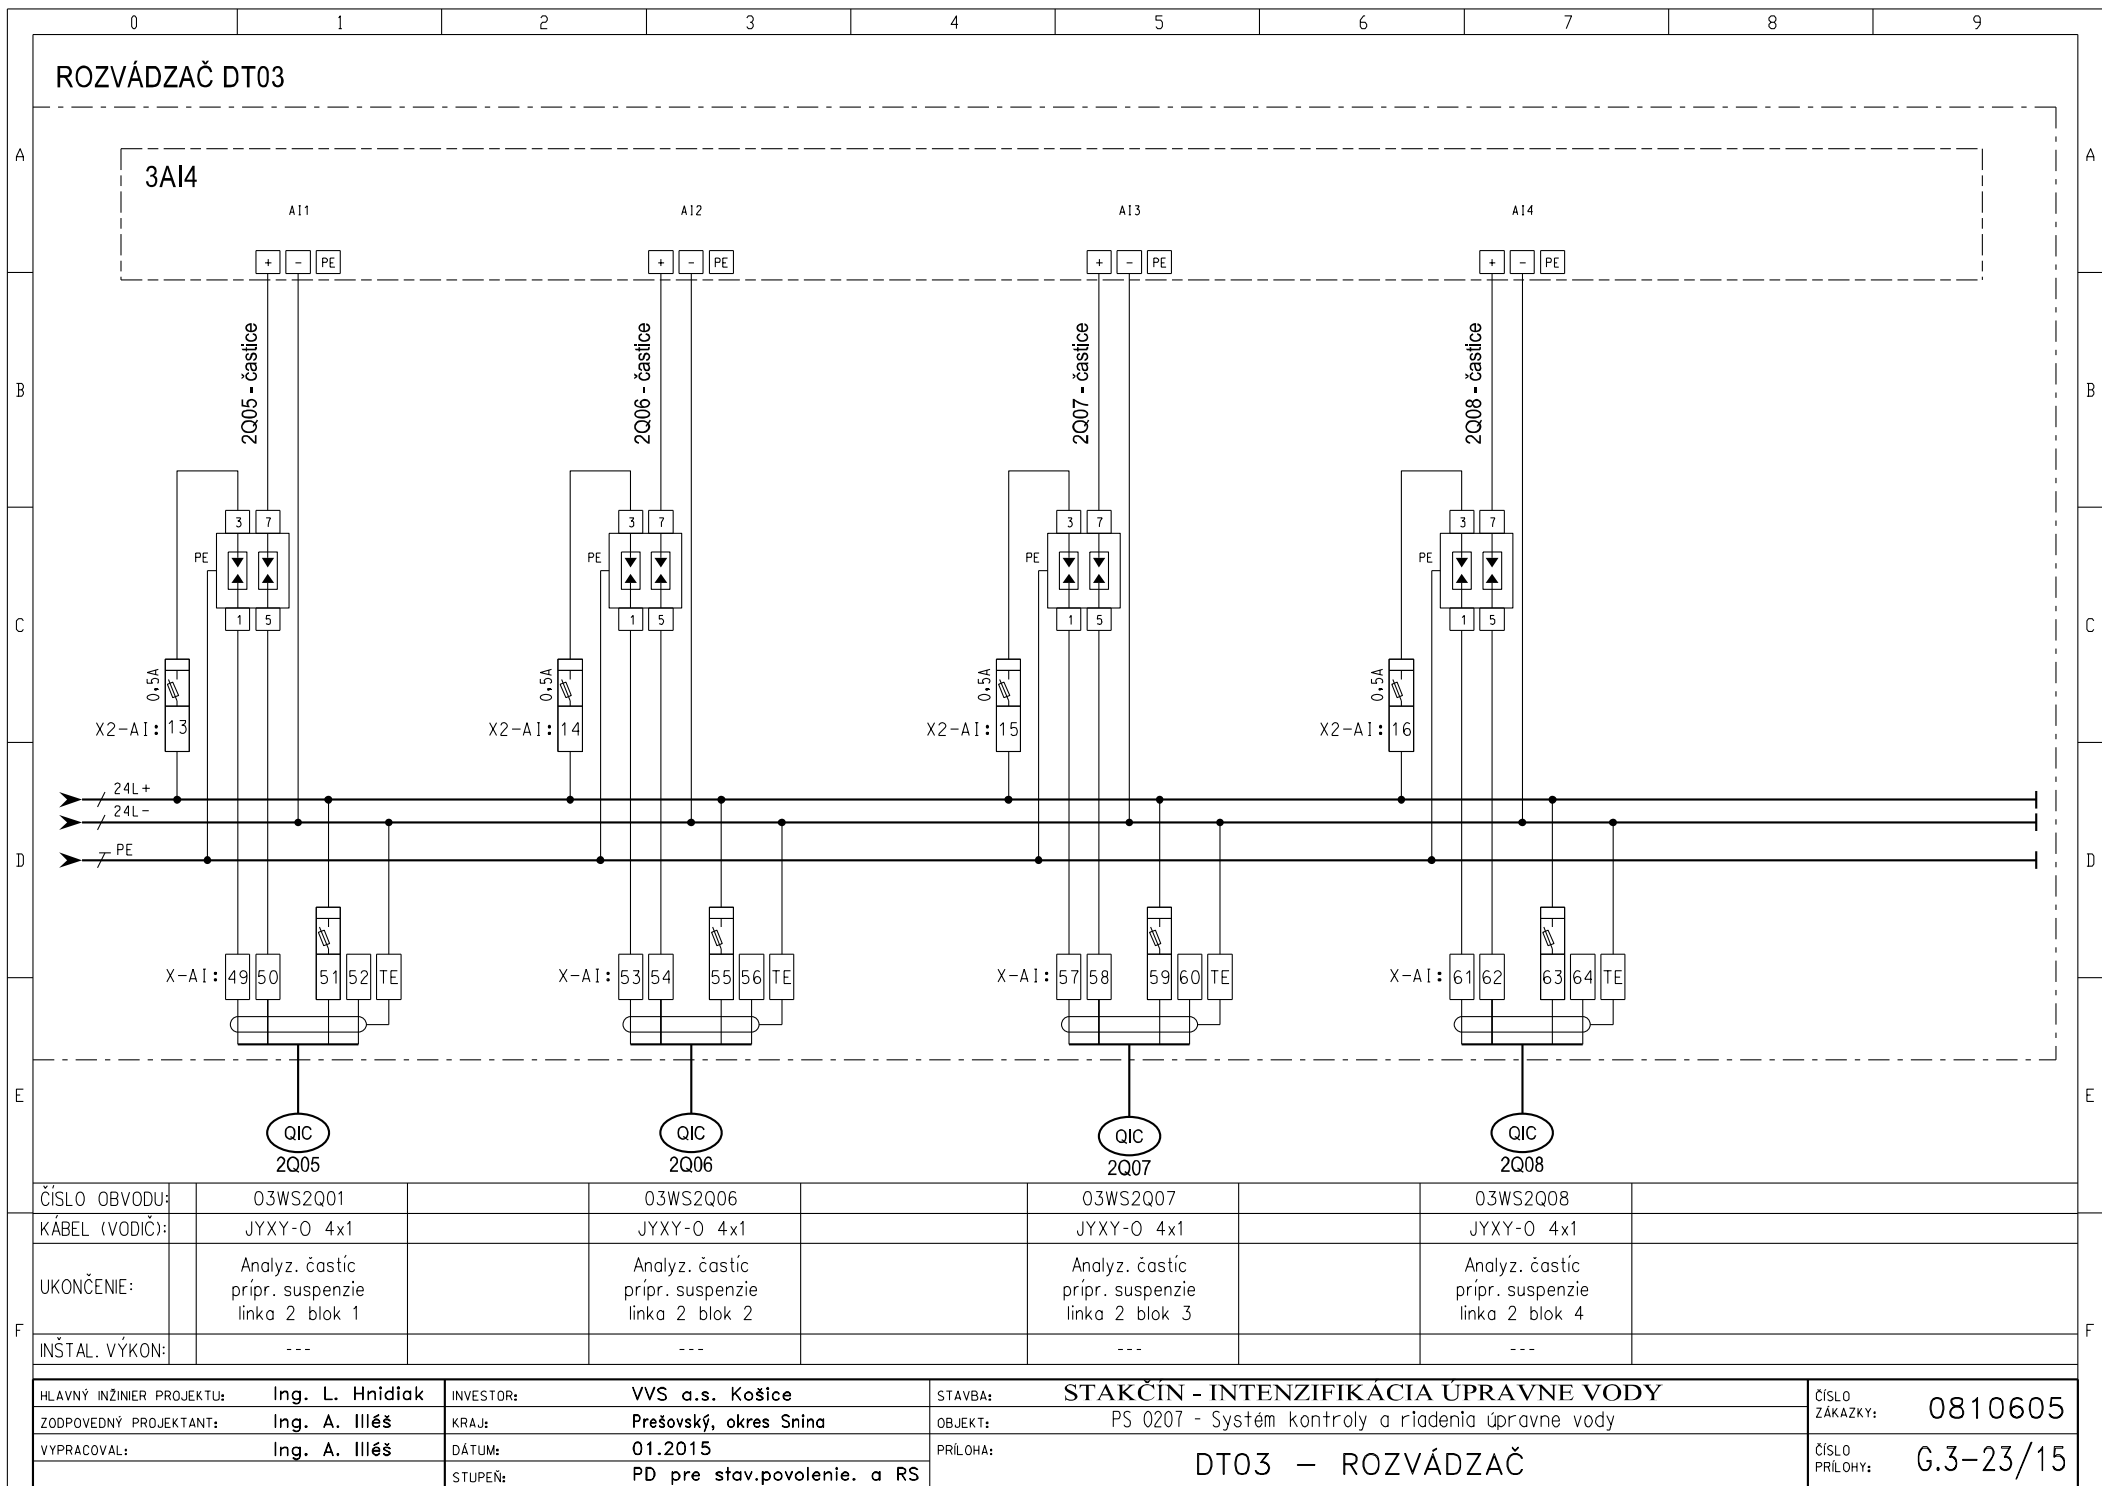 0 1 2 3 4 5 6 7 8 9
ROZVÁDZAČ DT03
A A
3AI4
AI1 AI2 AI3 AI4
+ - PE + - PE + - PE + - PE
2Q05 - častice 2Q06 - častice 2Q07 - častice 2Q08 - častice
B B
3 7 3 7 3 7 3 7
PE PE PE PE
1 5 1 5 1 5 1 5
C C
0,5A 0,5A 0,5A 0,5A
X2-AI: 13 X2-AI: 14 X2-AI: 15 X2-AI: 16
24L+
24L-
PE
D D
X-AI: 49 50 51 52 TE X-AI: 53 54 55 56 TE X-AI: 57 58 59 60 TE X-AI: 61 62 63 64 TE
E E
QIC QIC QIC QIC
2Q05 2Q06 2Q07 2Q08
ČÍSLO OBVODU: 03WS2Q01 03WS2Q06 03WS2Q07 03WS2Q08
KÁBEL (VODIČ): JYXY-O 4x1 JYXY-O 4x1 JYXY-O 4x1 JYXY-O 4x1
UKONČENIE:
Analyz. častíc Analyz. častíc Analyz. častíc Analyz. častíc
prípr. suspenzie prípr. suspenzie prípr. suspenzie prípr. suspenzie
linka 2 blok 1 linka 2 blok 2 linka 2 blok 3 linka 2 blok 4
F F
INŠTAL. VÝKON: --- --- --- ---
HLAVNÝ INŽINIER PROJEKTU: Ing. L. Hnidiak
ZODPOVEDNÝ PROJEKTANT: Ing. A. Illéš
VYPRACOVAL: Ing. A. Illéš
INVESTOR: VVS a.s. Košice
KRAJ: Prešovský, okres Snina
DÁTUM: 01.2015
STUPEŇ: PD pre stav.povolenie. a RS
STAVBA: STAKČÍN - INTENZIFIKÁCIA ÚPRAVNE VODY
OBJEKT: PS 0207 - Systém kontroly a riadenia úpravne vody
PRÍLOHA: DT03 – ROZVÁDZAČ
ČÍSLO
ZÁKAZKY: 0810605
ČÍSLO
PRÍLOHY: G.3-23/15